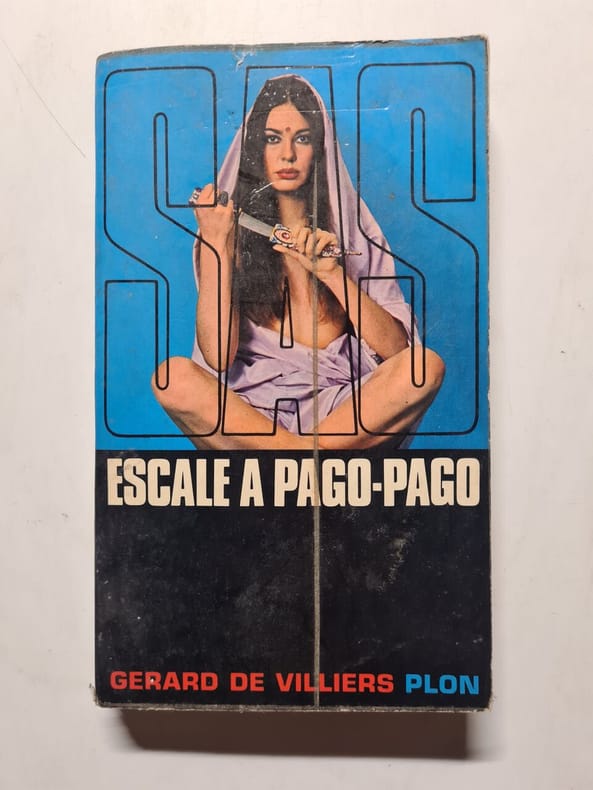 SAS
ESCALE A PAGO-PAGO
GERARD DE VILLIERS PLON